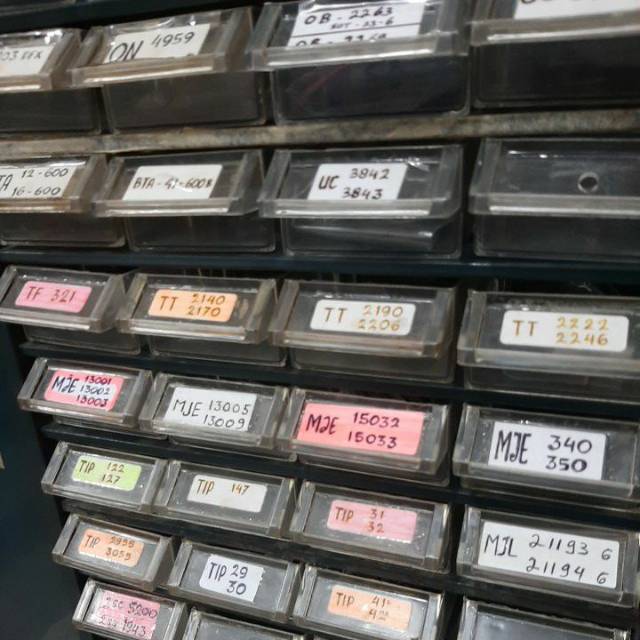 ON 4959
OB - 2263
12-600
16-600
BTA - 41-600B
UC 3842
3843
TF 321
TT 2140
2170
TT 2190
2206
TT 2222
2246
MJE 13001
13002
13003
MJE 13005
13009
MJE 15032
15033
MJE 340
350
TIP 122
127
TIP 147
TIP 31
32
MJL 21193 G
21194 G
TIP 2955
3055
TIP 29
30
TIP 41
42
2SC 5200